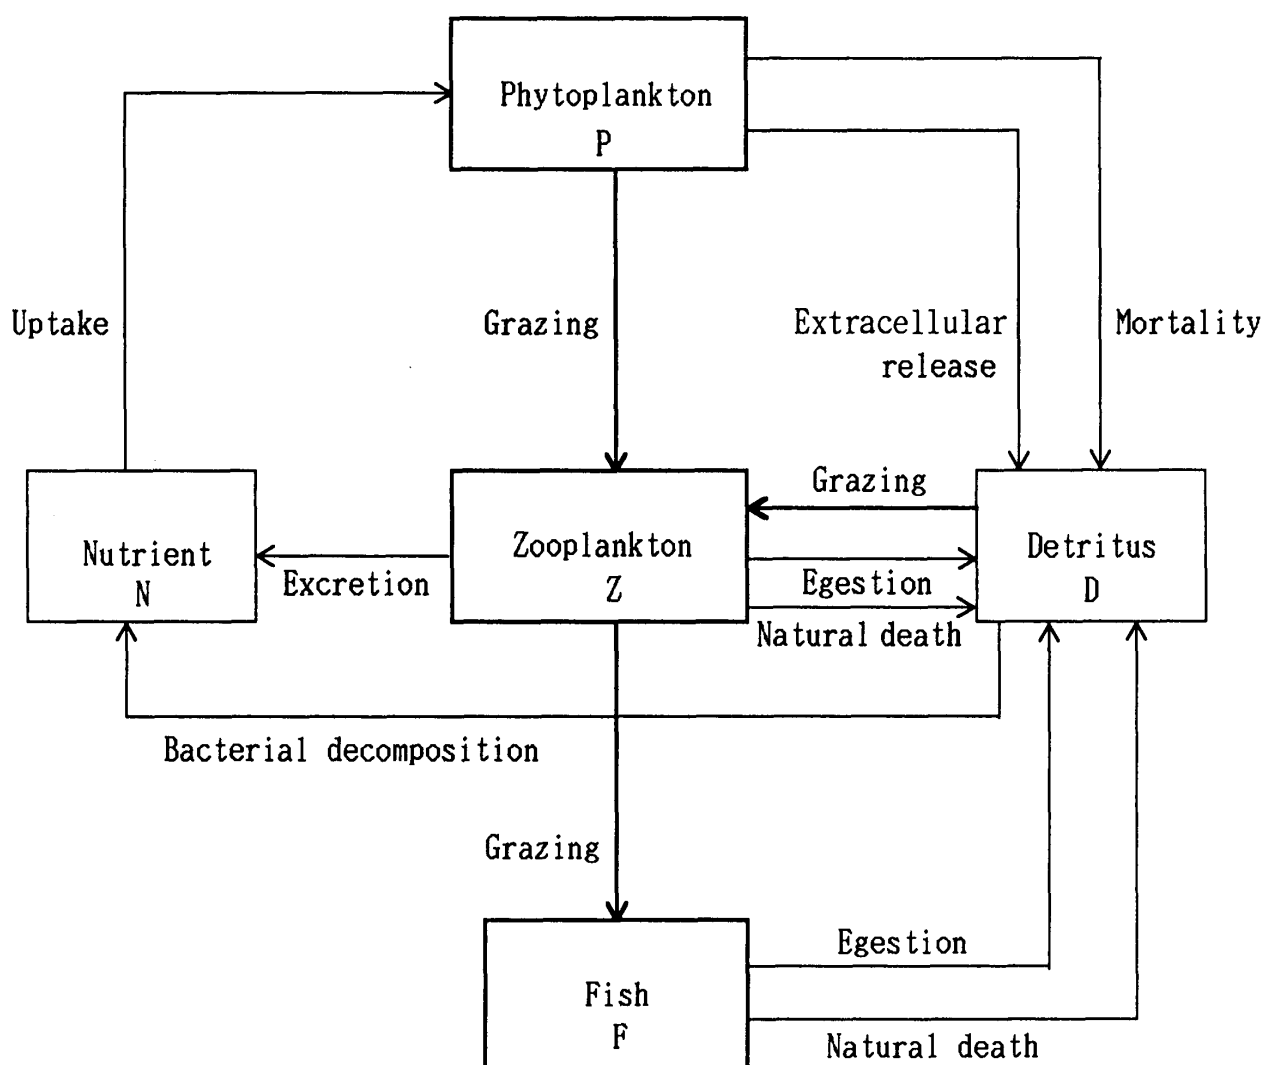 Phytoplankton
P
Uptake
Grazing
Extracellular
release
Mortality
Grazing
Nutrient
N
Excretion
Zooplankton
Z
Egestion
Natural death
Detritus
D
Bacterial decomposition
Grazing
Egestion
Fish
F
Natural death